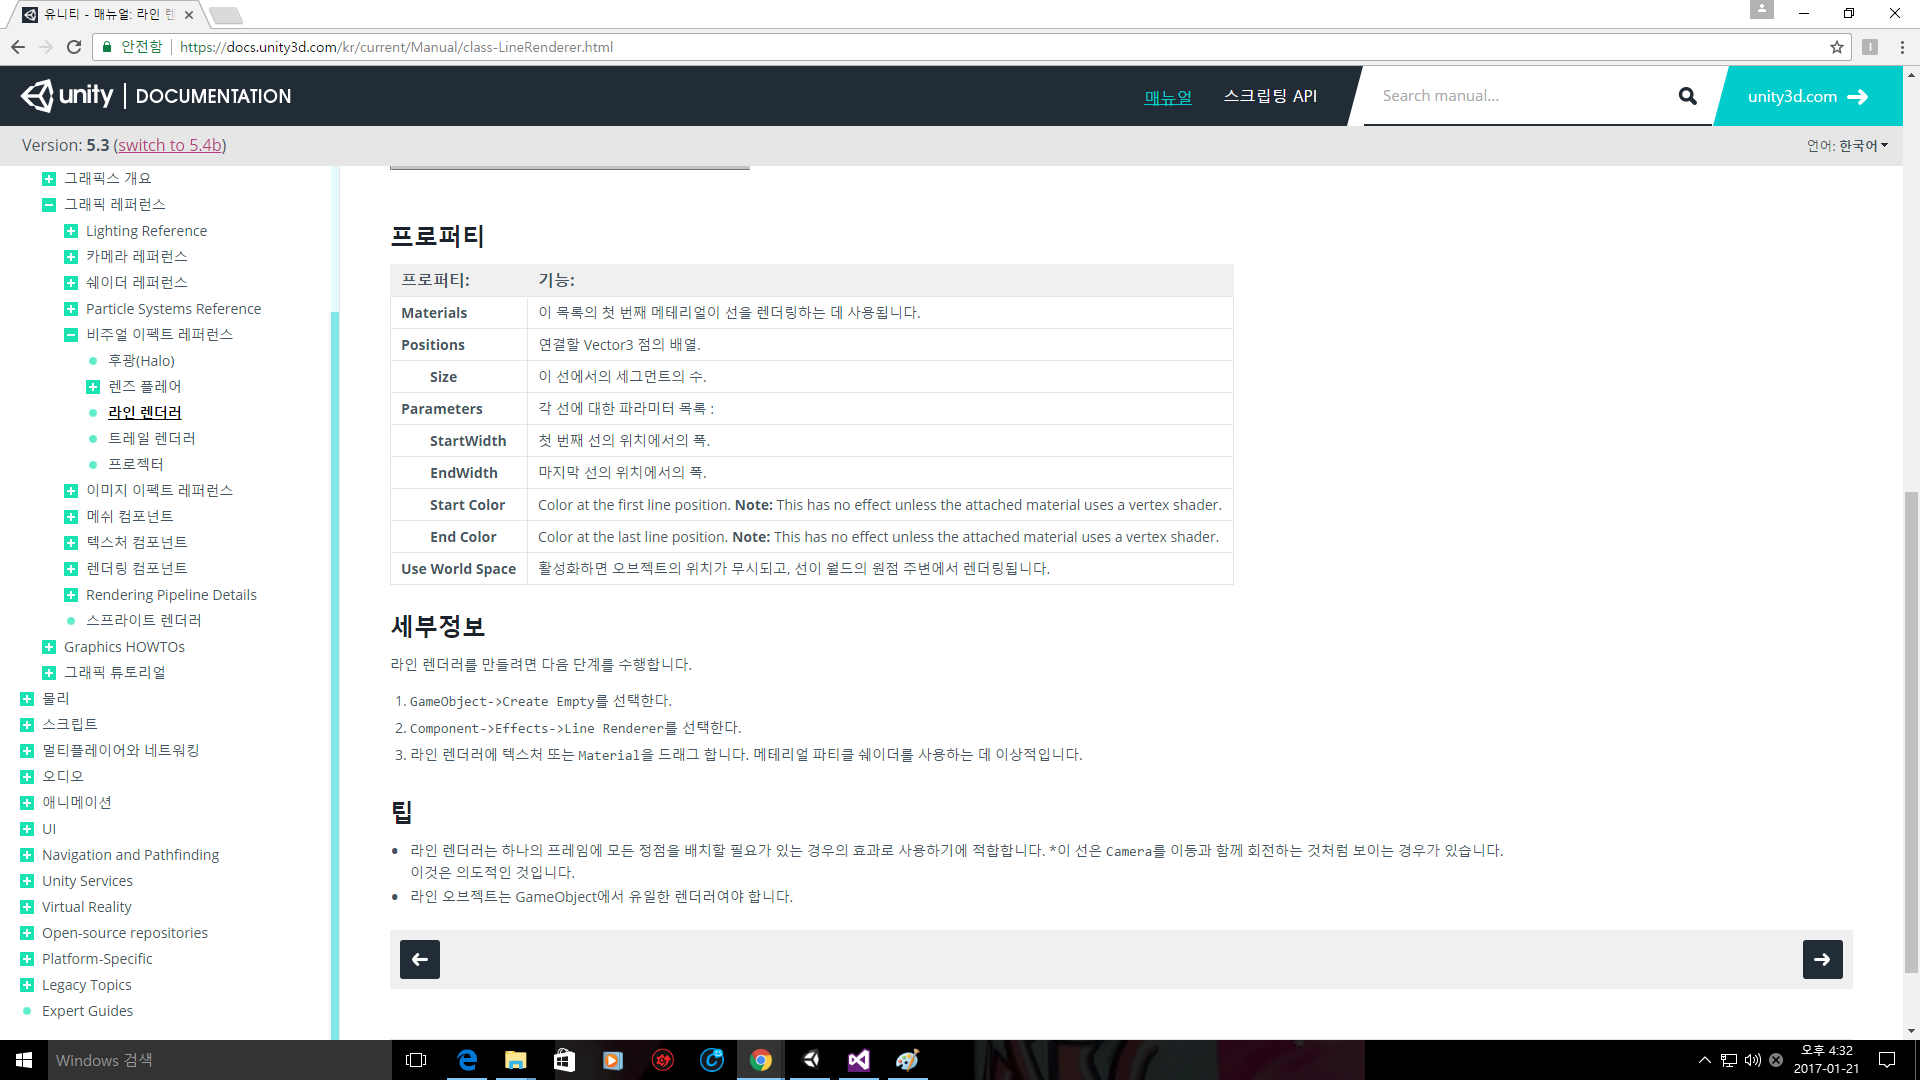 유니티 - 매뉴얼: 라인 렌
안전함 https://docs.unity3d.com/kr/current/Manual/class-LineRenderer.html
unity DOCUMENTATION
매뉴얼 스크립팅 API
Search manual...
unity3d.com
Version: 5.3 (switch to 5.4b)
언어: 한국어
그래픽스 개요
그래픽 레퍼런스
Lighting Reference
카메라 레퍼런스
쉐이더 레퍼런스
Particle Systems Reference
비주얼 이펙트 레퍼런스
후광(Halo)
렌즈 플레어
라인 렌더러
트레일 렌더러
프로젝터
이미지 이펙트 레퍼런스
메쉬 컴포넌트
텍스처 컴포넌트
렌더링 컴포넌트
Rendering Pipeline Details
스프라이트 렌더러
Graphics HOWTOs
그래픽 튜토리얼
물리
스크립트
멀티플레이어와 네트워킹
오디오
애니메이션
UI
Navigation and Pathfinding
Unity Services
Virtual Reality
Open-source repositories
Platform-Specific
Legacy Topics
Expert Guides
프로퍼티
프로퍼티: 기능:
Materials 이 목록의 첫 번째 메테리얼이 선을 렌더링하는 데 사용됩니다.
Positions 연결할 Vector3 점의 배열.
Size 이 선에서의 세그먼트의 수.
Parameters 각 선에 대한 파라미터 목록 :
StartWidth 첫 번째 선의 위치에서의 폭.
EndWidth 마지막 선의 위치에서의 폭.
Start Color Color at the first line position. Note: This has no effect unless the attached material uses a vertex shader.
End Color Color at the last line position. Note: This has no effect unless the attached material uses a vertex shader.
Use World Space 활성화하면 오브젝트의 위치가 무시되고, 선이 월드의 원점 주변에서 렌더링됩니다.
세부정보
라인 렌더러를 만들려면 다음 단계를 수행합니다.
1. GameObject->Create Empty를 선택한다.
2. Component->Effects->Line Renderer를 선택한다.
3. 라인 렌더러에 텍스처 또는 Material을 드래그 합니다. 메테리얼 파티클 쉐이더를 사용하는 데 이상적입니다.
팁
• 라인 렌더러는 하나의 프레임에 모든 정점을 배치할 필요가 있는 경우의 효과로 사용하기에 적합합니다. *이 선은 Camera를 이동과 함께 회전하는 것처럼 보이는 경우가 있습니다.
이것은 의도적인 것입니다.
• 라인 오브젝트는 GameObject에서 유일한 렌더러여야 합니다.
Windows 검색
오후 4:32
2017-01-21